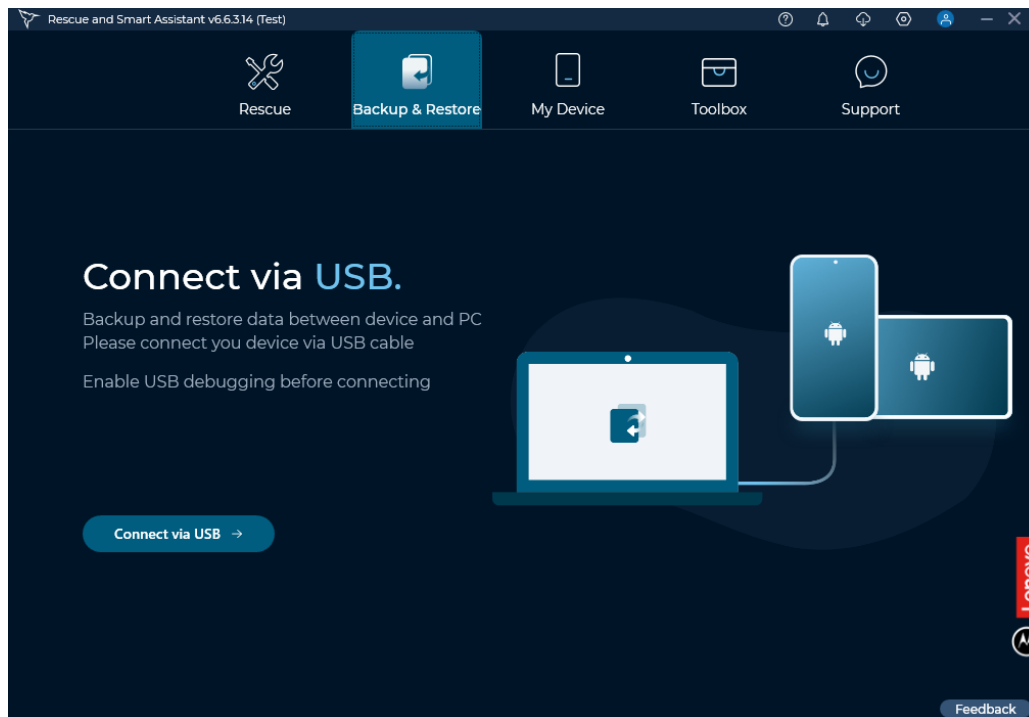 Rescue and Smart Assistant v6.6.3.14 (Test)
Rescue
Backup & Restore
My Device
Toolbox
Support
Connect via USB.
Backup and restore data between device and PC
Please connect you device via USB cable
Enable USB debugging before connecting
Connect via USB →
Lenovo
Feedback